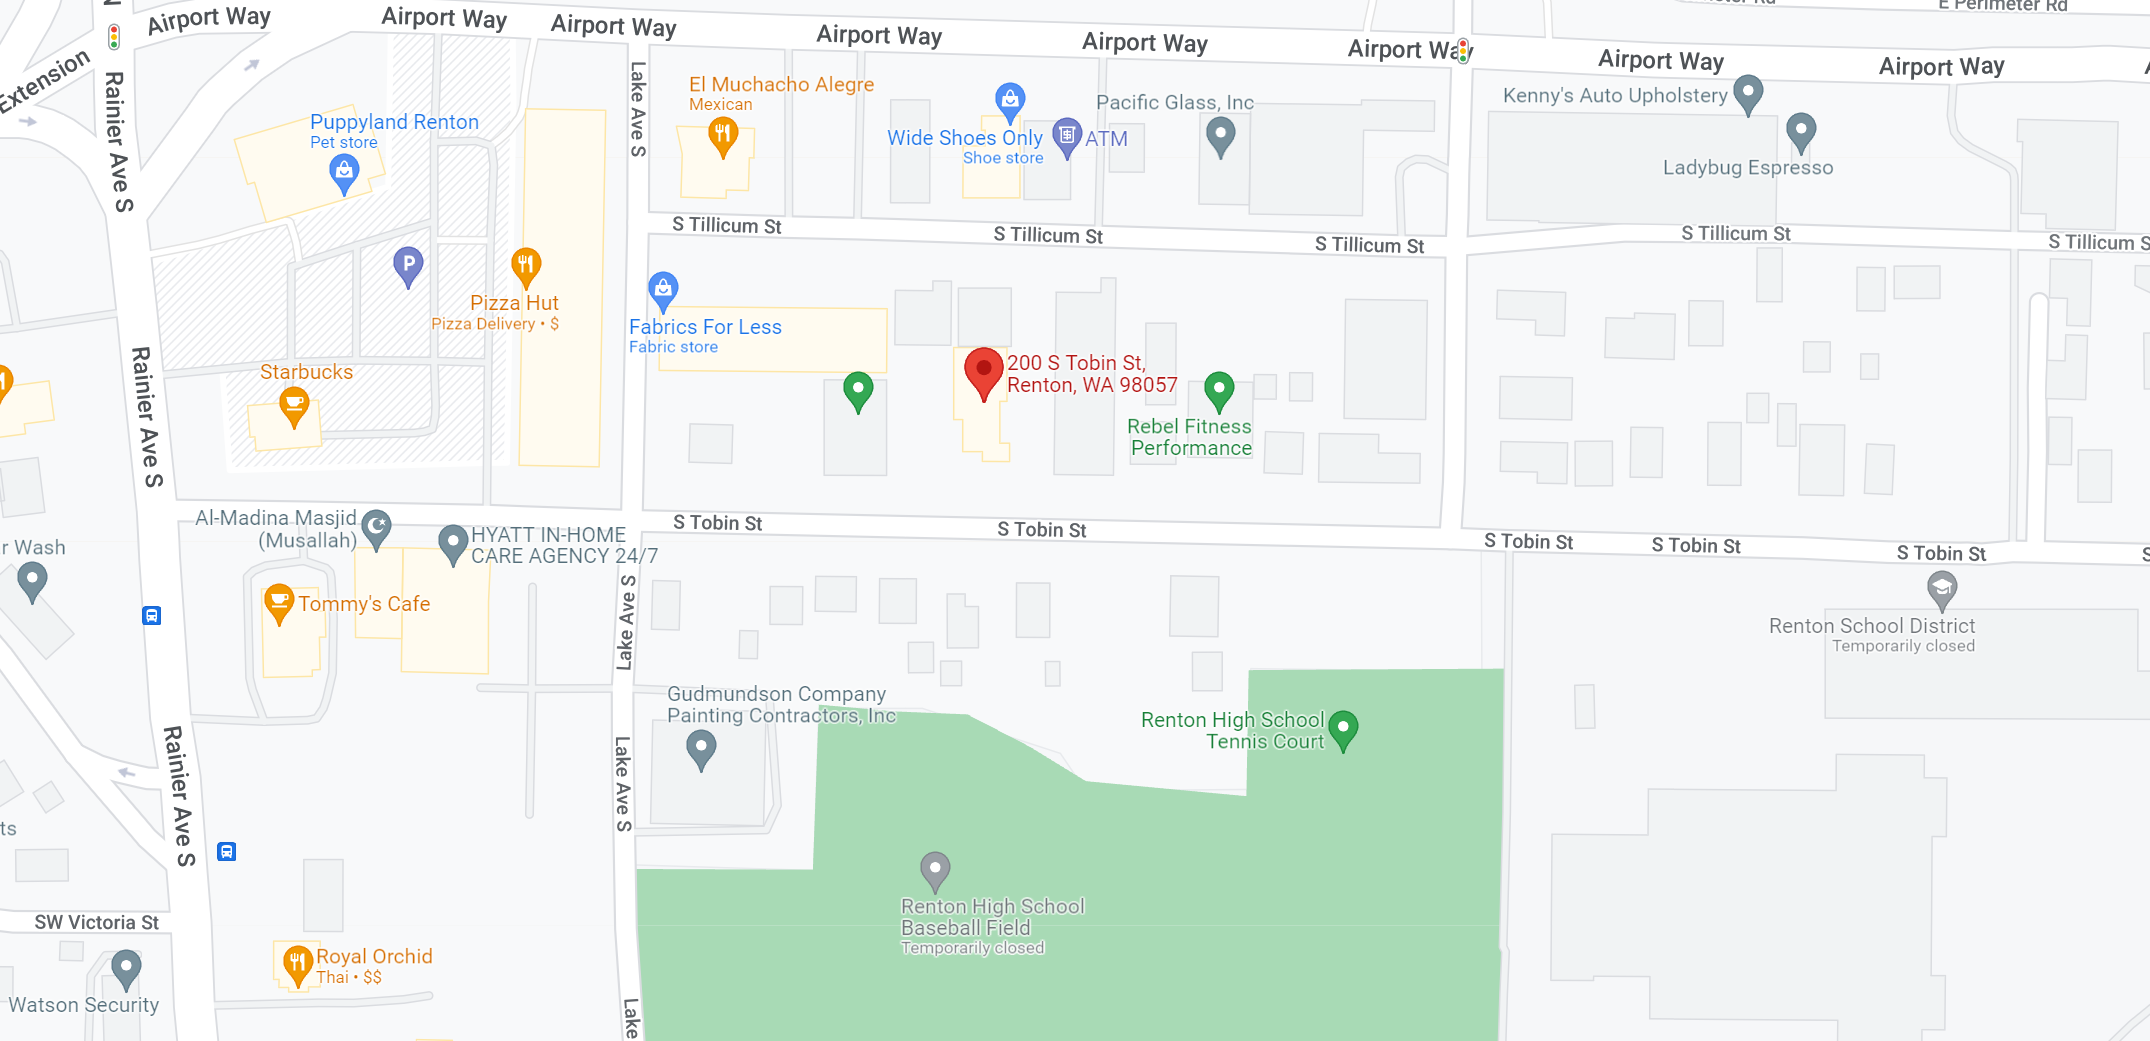 Airport Way
Airport Way
Airport Way
Airport Way
Airport Way
Airport Way
Airport Way
Airport Way
E Perimeter Rd
Extension
Rainier Ave S
Lake Ave S
El Muchacho Alegre
Mexican
Puppyland Renton
Pet store
Wide Shoes Only
Shoe store
ATM
Pacific Glass, Inc
Kenny's Auto Upholstery
Ladybug Espresso
S Tillicum St
S Tillicum St
S Tillicum St
S Tillicum St
S Tillicum S
P
Pizza Hut
Pizza Delivery • $
Fabrics For Less
Fabric store
Starbucks
Rainier Ave S
200 S Tobin St,
Renton, WA 98057
Rebel Fitness
Performance
Al-Madina Masjid
(Musallah)
HYATT IN-HOME
CARE AGENCY 24/7
S Tobin St
S Tobin St
S Tobin St
S Tobin St
S Tobin St
S
r Wash
Tommy's Cafe
Lake Ave S
Renton School District
Temporarily closed
Gudmundson Company
Painting Contractors, Inc
Renton High School
Tennis Court
Rainier Ave S
Lake Ave S
ts
Renton High School
Baseball Field
Temporarily closed
SW Victoria St
Royal Orchid
Thai • $$
Watson Security
Lake